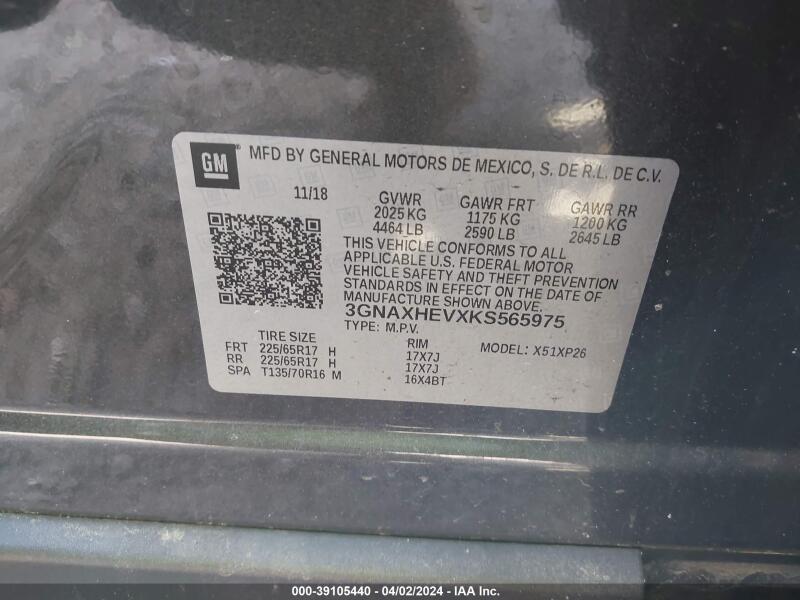 GM MFD BY GENERAL MOTORS DE MEXICO, S. DE R.L. DE C.V.
11/18 GVWR GAWR FRT GAWR RR
2025 KG 1175 KG 1200 KG
4464 LB 2590 LB 2645 LB
THIS VEHICLE CONFORMS TO ALL
APPLICABLE U.S. FEDERAL MOTOR
VEHICLE SAFETY AND THEFT PREVENTION
STANDARDS IN EFFECT ON THE DATE OF
MANUFACTURE SHOWN ABOVE.
3GNAXHEVXKS565975
TYPE: M.P.V.
TIRE SIZE RIM MODEL: X51XP26
FRT 225/65R17 H 17X7J
RR 225/65R17 H 17X7J
SPA T135/70R16 M 16X4BT
000-39105440 - 04/02/2024 - IAA Inc.